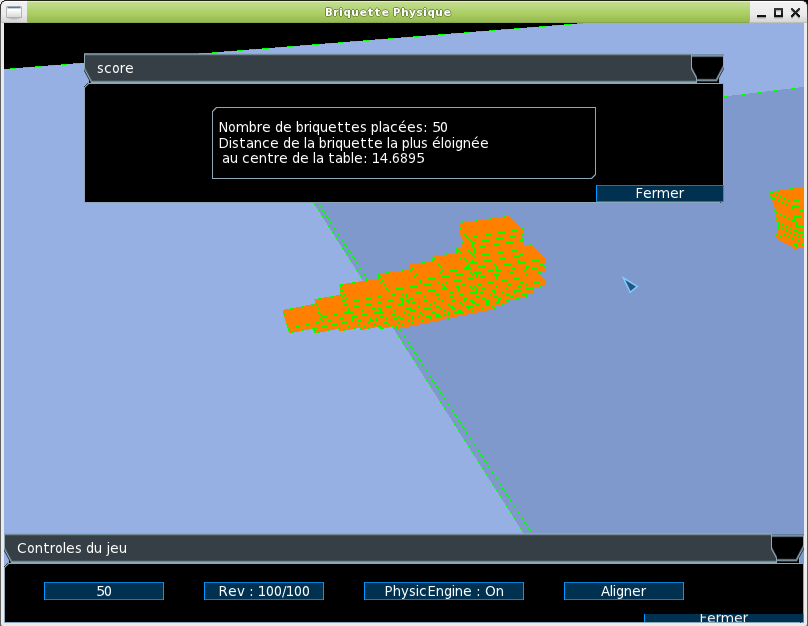 Briquette Physique
score
Nombre de briquettes placées: 50
Distance de la briquette la plus éloignée
au centre de la table: 14.6895
Fermer
Controles du jeu
50
Rev : 100/100
PhysicEngine : On
Aligner
Fermer